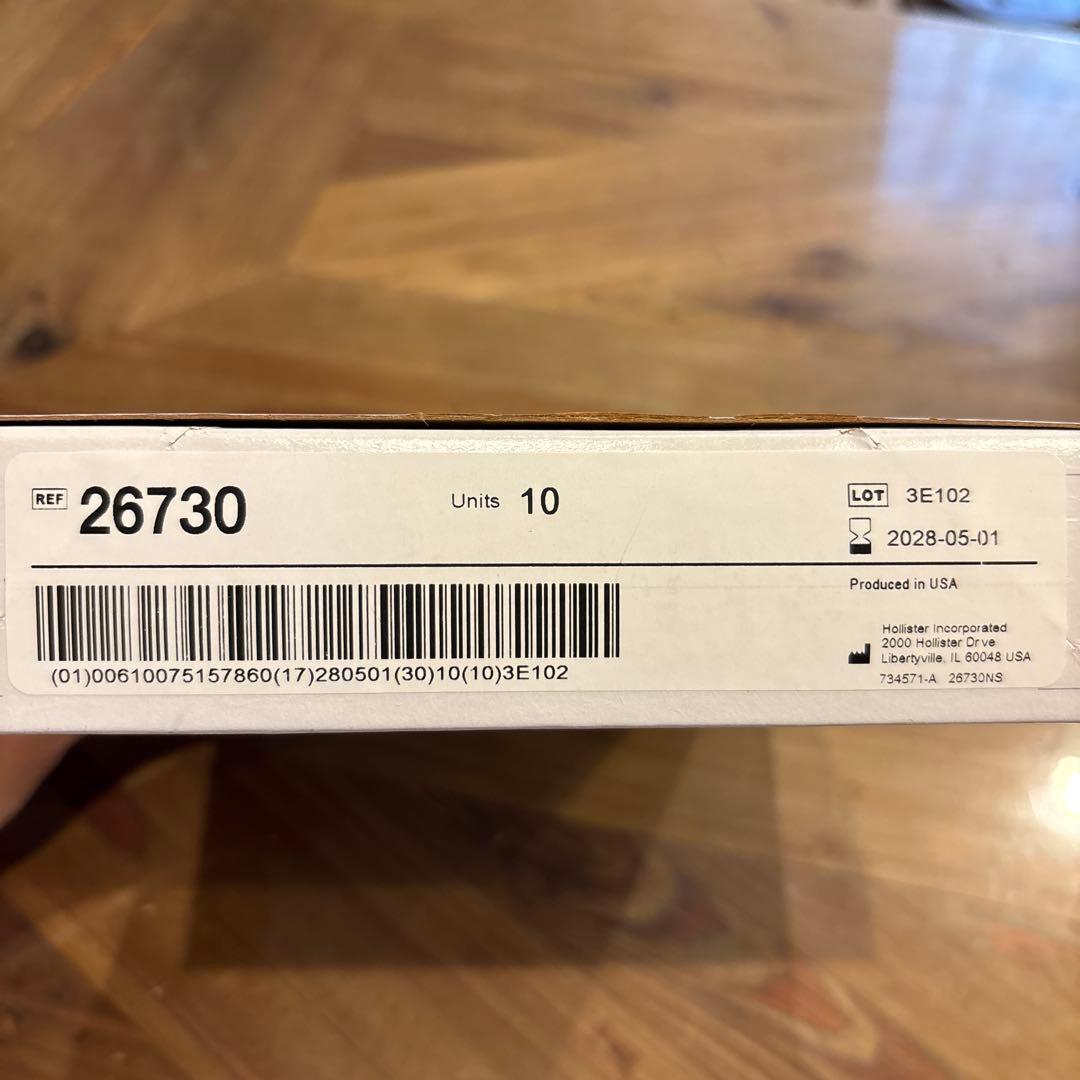 REF 26730 Units 10 LOT 3E102
2028-05-01
Produced in USA
(01)00610075157860(17)280501(30)10(10)3E102
Hollister Incorporated
2000 Hollister Drve
Libertyville, IL 60048 USA
734571-A 26730NS